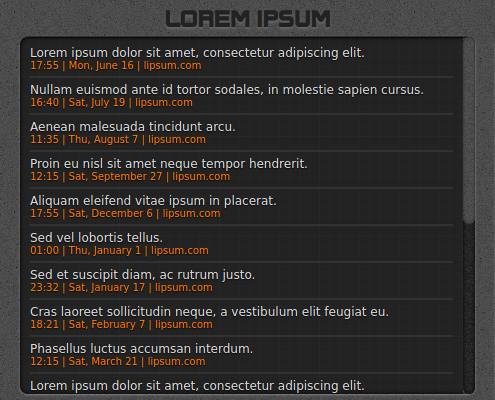 LOREM IPSUM
Lorem ipsum dolor sit amet, consectetur adipiscing elit.
17:55 | Mon, June 16 | lipsum.com
Nullam euismod ante id tortor sodales, in molestie sapien cursus.
16:40 | Sat, July 19 | lipsum.com
Aenean malesuada tincidunt arcu.
11:35 | Thu, August 7 | lipsum.com
Proin eu nisl sit amet neque tempor hendrerit.
12:15 | Sat, September 27 | lipsum.com
Aliquam eleifend vitae ipsum in placerat.
17:55 | Sat, December 6 | lipsum.com
Sed vel lobortis tellus.
01:00 | Thu, January 1 | lipsum.com
Sed et suscipit diam, ac rutrum justo.
23:32 | Sat, January 17 | lipsum.com
Cras laoreet sollicitudin neque, a vestibulum elit feugiat eu.
18:21 | Sat, February 7 | lipsum.com
Phasellus luctus accumsan interdum.
12:15 | Sat, March 21 | lipsum.com
Lorem ipsum dolor sit amet, consectetur adipiscing elit.